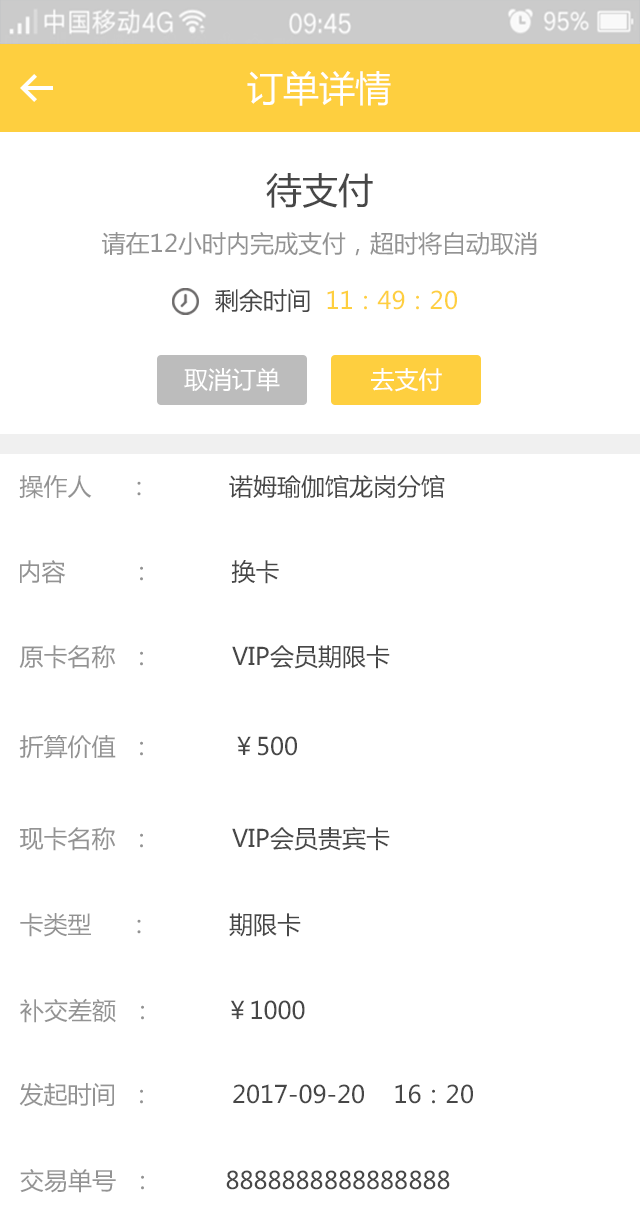 中国移动4G 09:45 95%
订单详情
待支付
请在12小时内完成支付，超时将自动取消
剩余时间 11：49：20
取消订单 去支付
操作人 ： 诺姆瑜伽馆龙岗分馆
内容 ： 换卡
原卡名称 ： VIP会员期限卡
折算价值 ： ￥500
现卡名称 ： VIP会员贵宾卡
卡类型 ： 期限卡
补交差额 ： ￥1000
发起时间 ： 2017-09-20 16：20
交易单号 ： 8888888888888888